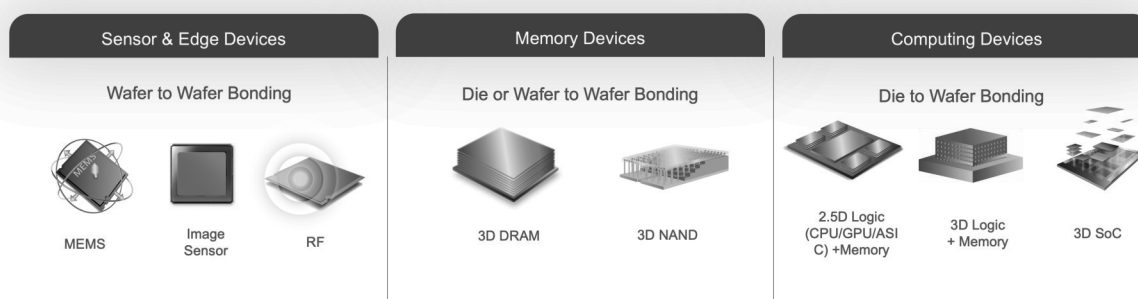 Sensor & Edge Devices
Wafer to Wafer Bonding
MEMS
MEMS
Image
Sensor
RF
Memory Devices
Die or Wafer to Wafer Bonding
3D DRAM
3D NAND
Computing Devices
Die to Wafer Bonding
2.5D Logic
(CPU/GPU/ASI
C) +Memory
3D Logic
+ Memory
3D SoC